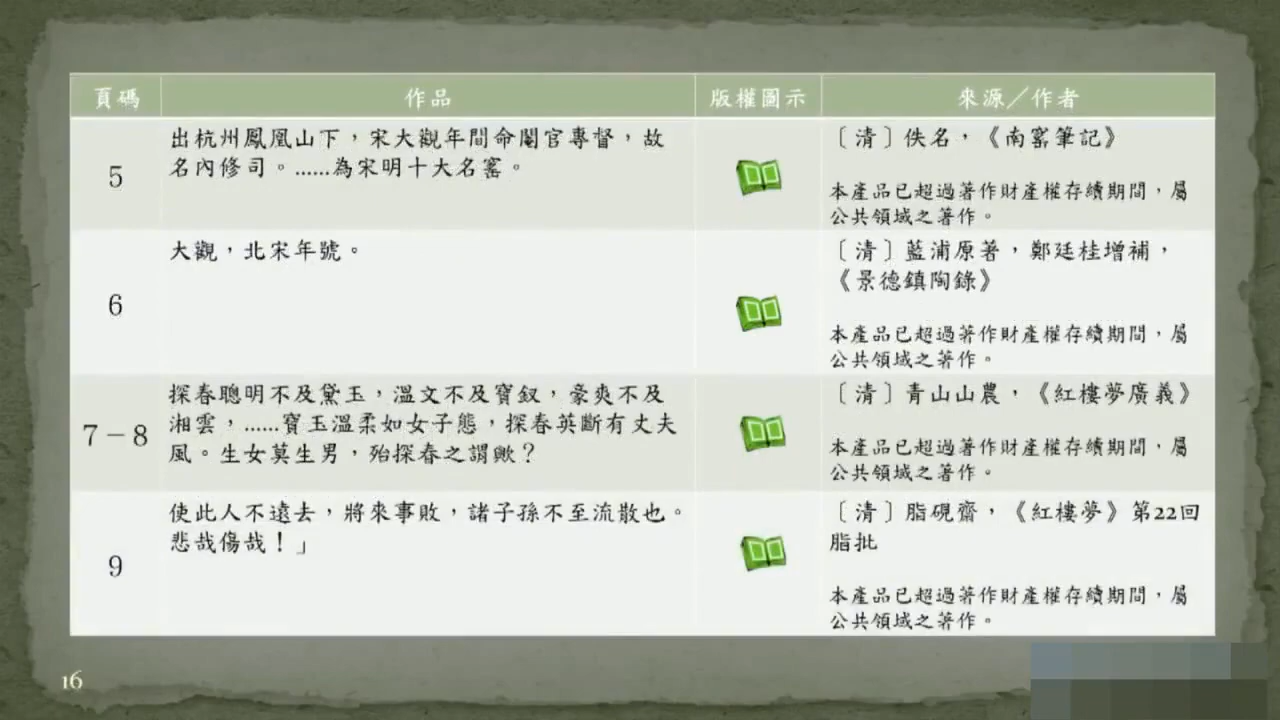 頁碼 作品 版權圖示 來源／作者
5
出杭州鳳凰山下，宋大觀年間命閹官專督，故
名內修司。……為宋明十大名窰。
〔清〕佚名，《南窰筆記》
本產品已超過著作財產權存續期間，屬
公共領域之著作。
6
大觀，北宋年號。
〔清〕藍浦原著，鄭廷桂增補，
《景德鎮陶錄》
本產品已超過著作財產權存續期間，屬
公共領域之著作。
7－8
探春聰明不及黛玉，溫文不及寶釵，豪爽不及
湘雲，……寶玉溫柔如女子態，探春英斷有丈夫
風。生女莫生男，殆探春之謂歟？
〔清〕青山山農，《紅樓夢廣義》
本產品已超過著作財產權存續期間，屬
公共領域之著作。
9
使此人不遠去，將來事敗，諸子孫不至流散也。
悲哉傷哉！」
〔清〕脂硯齋，《紅樓夢》第22回
脂批
本產品已超過著作財產權存續期間，屬
公共領域之著作。
16